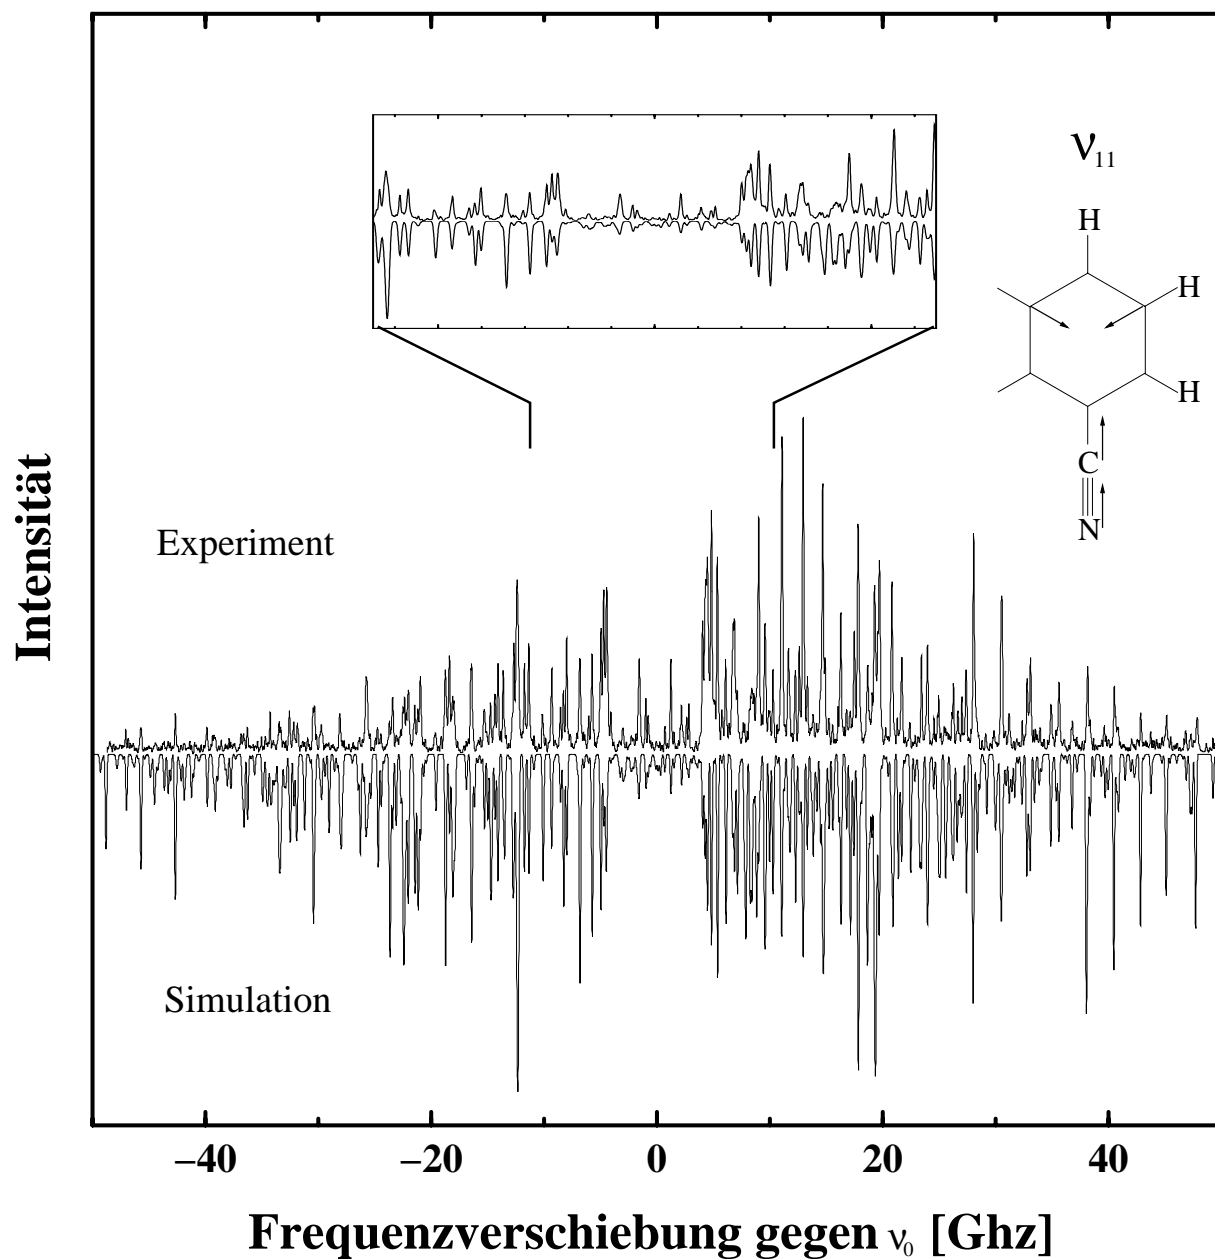 ν₁₁
H
H
H
C
N
Intensität
Experiment
Simulation
−40 −20 0 20 40
Frequenzverschiebung gegen ν₀ [Ghz]